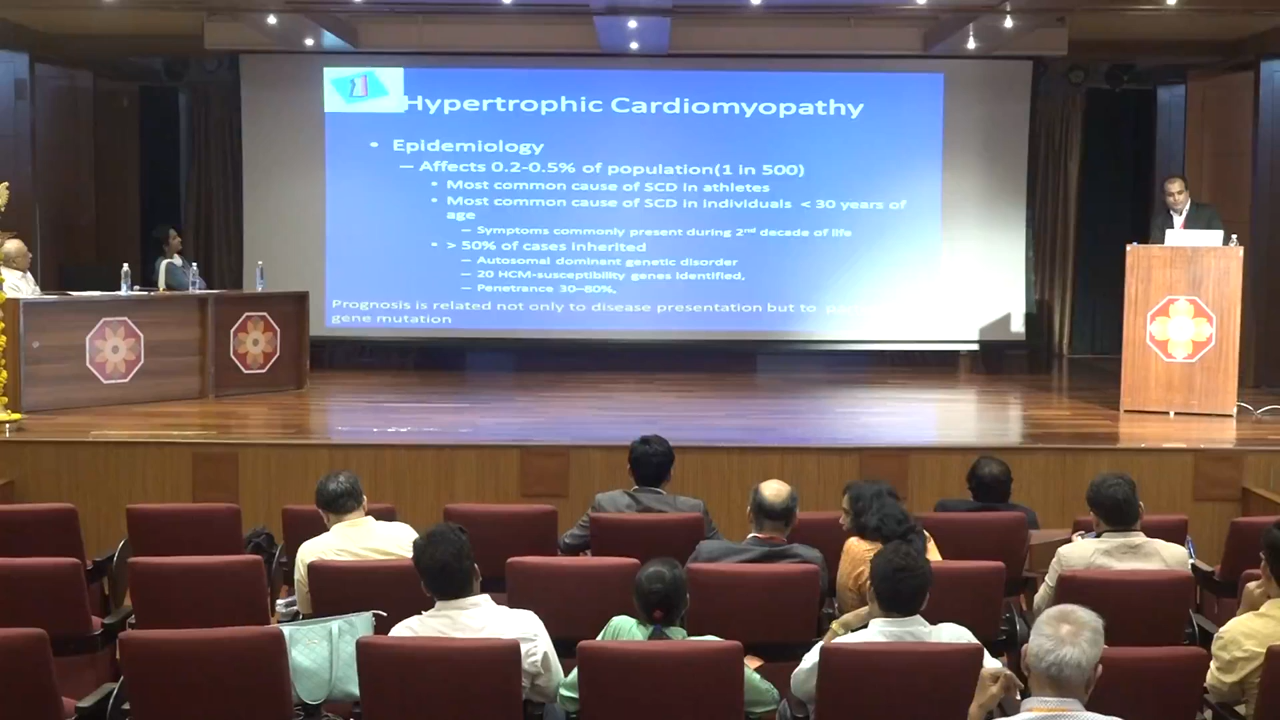 Hypertrophic Cardiomyopathy
• Epidemiology
– Affects 0.2-0.5% of population(1 in 500)
• Most common cause of SCD in athletes
• Most common cause of SCD in individuals < 30 years of
age
– Symptoms commonly present during 2nd decade of life
• > 50% of cases inherited
– Autosomal dominant genetic disorder
– 20 HCM-susceptibility genes identified,
– Penetrance 30–80%,
Prognosis is related not only to disease presentation but to
gene mutation